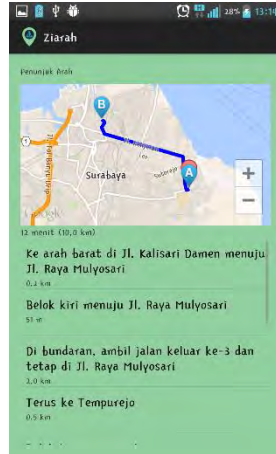 28% 13:14
Ziarah
Penunjuk Arah
B
Surabaya
A
+
−
12 menit (10,0 km)
Ke arah barat di Jl. Kalisari Damen menuju
Jl. Raya Mulyosari
0,2 km
Belok kiri menuju Jl. Raya Mulyosari
51 m
Di bundaran, ambil jalan keluar ke-3 dan
tetap di Jl. Raya Mulyosari
3,0 km
Terus ke Tempurejo
0,5 km